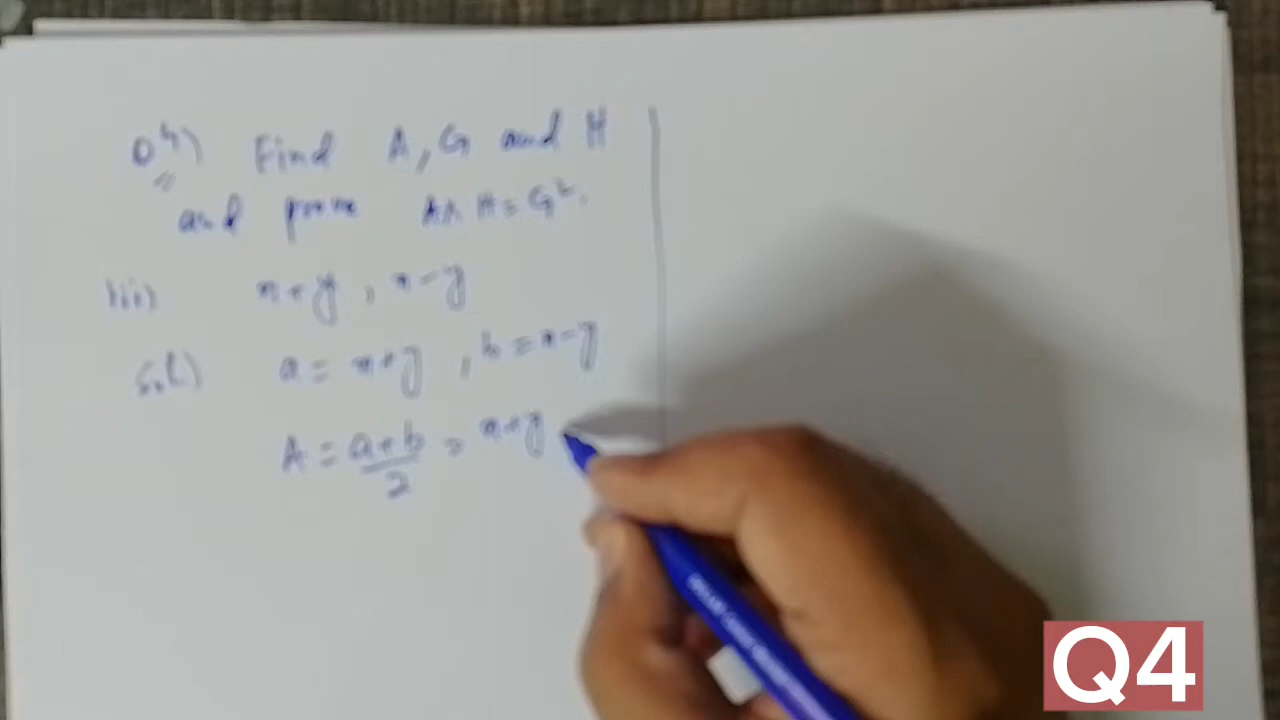 Q4) Find A, G and H
and prove A×H=G².
iii) x+y, x-y
Sol) a = x+y, b = x-y
A = a+b/2 = x+y
Q4